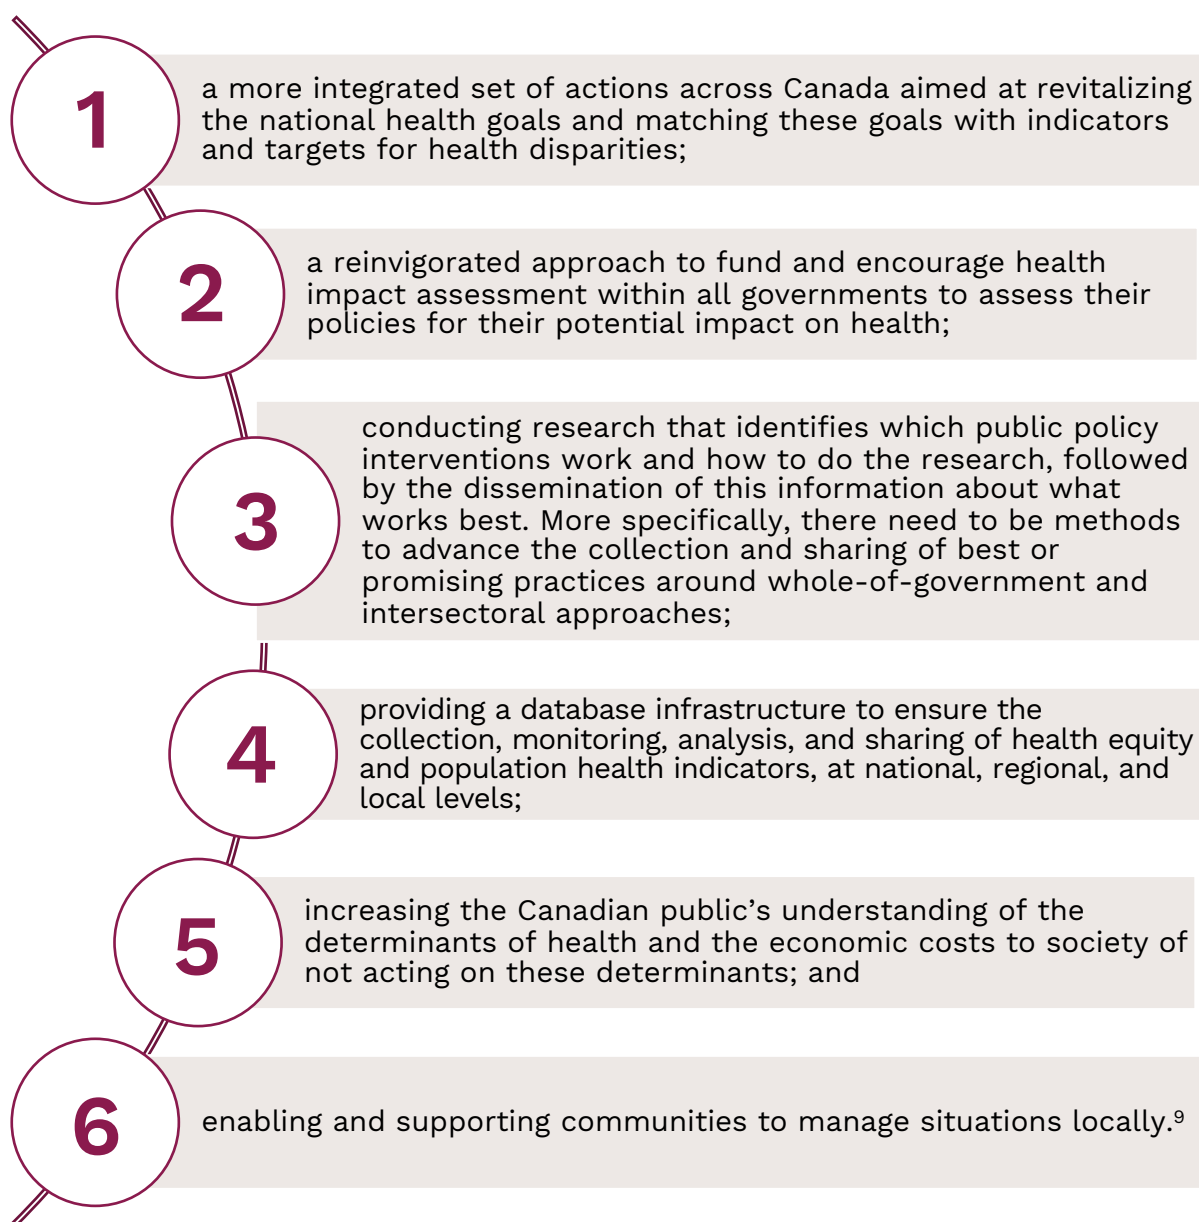 1
a more integrated set of actions across Canada aimed at revitalizing
the national health goals and matching these goals with indicators
and targets for health disparities;
2
a reinvigorated approach to fund and encourage health
impact assessment within all governments to assess their
policies for their potential impact on health;
3
conducting research that identifies which public policy
interventions work and how to do the research, followed
by the dissemination of this information about what
works best. More specifically, there need to be methods
to advance the collection and sharing of best or
promising practices around whole-of-government and
intersectoral approaches;
4
providing a database infrastructure to ensure the
collection, monitoring, analysis, and sharing of health equity
and population health indicators, at national, regional, and
local levels;
5
increasing the Canadian public’s understanding of the
determinants of health and the economic costs to society of
not acting on these determinants; and
6
enabling and supporting communities to manage situations locally.⁹